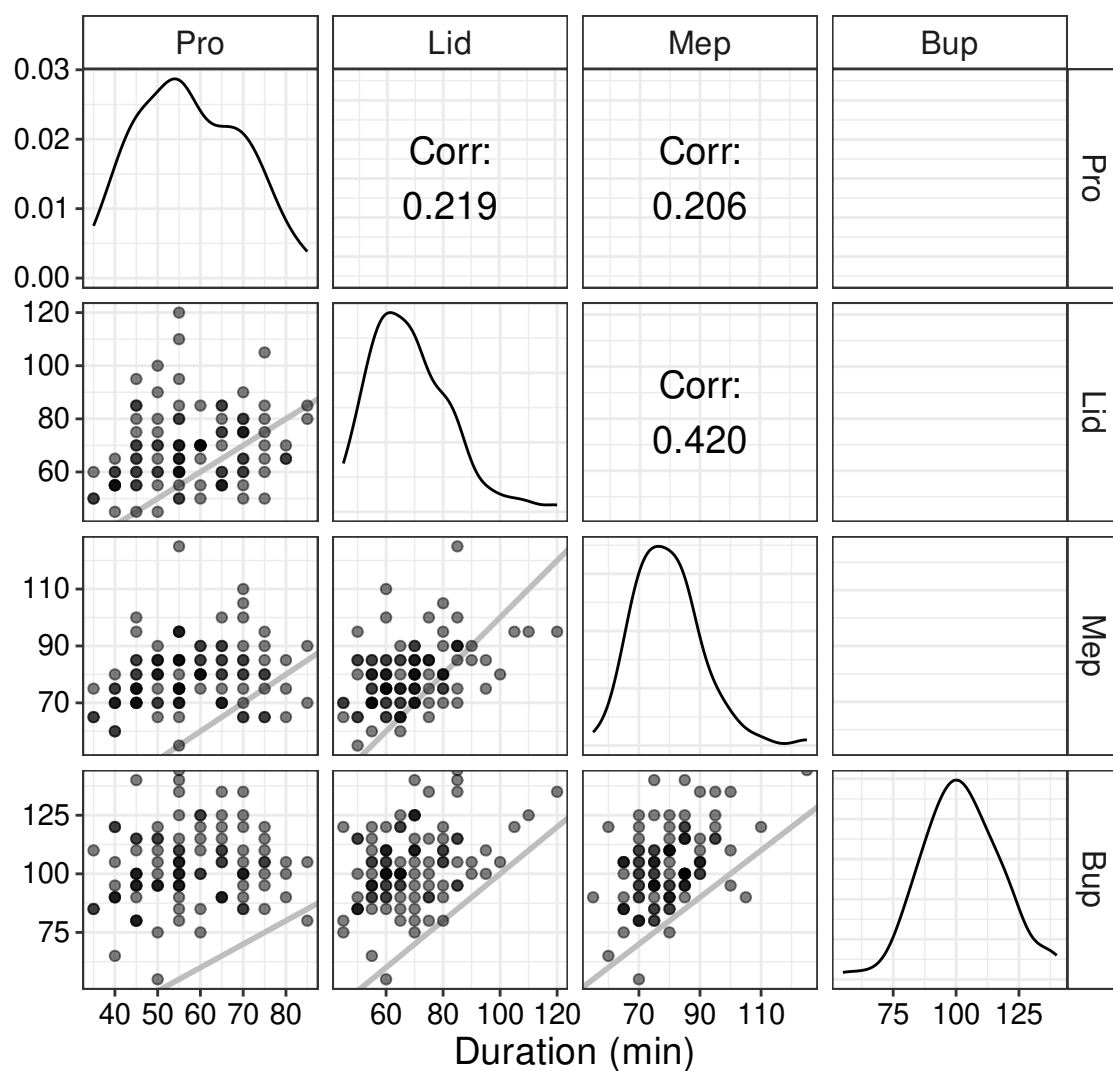 Pro Lid Mep Bup
0.03
0.02
0.01
0.00
Corr:
0.219
Corr:
0.206
Pro
120
100
80
60
Corr:
0.420
Lid
110
90
70
Mep
125
100
75
Bup
40 50 60 70 80 60 80 100 120 70 90 110 75 100 125
Duration (min)